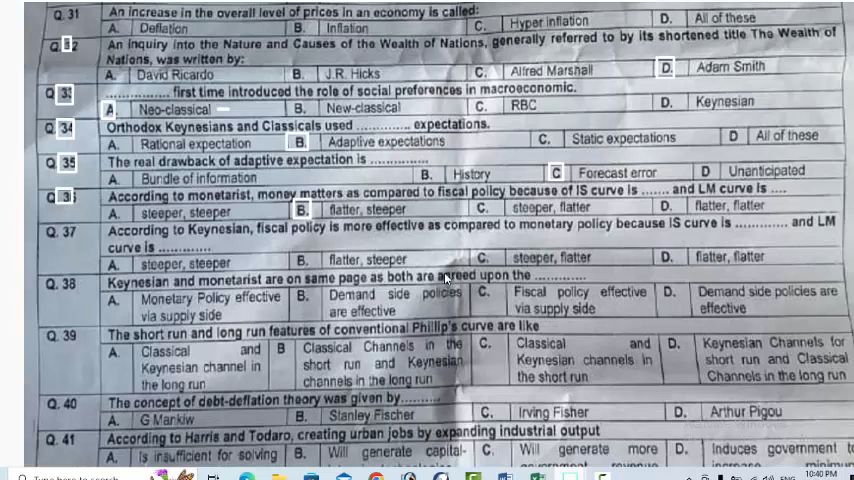 Q. 31 An increase in the overall level of prices in an economy is called:
A. Deflation B. Inflation C. Hyper inflation D. All of these
Q. 32 An inquiry into the Nature and Causes of the Wealth of Nations, generally referred to by its shortened title The Wealth of
Nations, was written by:
A. David Ricardo B. J.R. Hicks C. Alfred Marshall D. Adam Smith
Q. 33 .................. first time introduced the role of social preferences in macroeconomic.
A. Neo-classical B. New-classical C. RBC D. Keynesian
Q. 34 Orthodox Keynesians and Classicals used ............. expectations.
A. Rational expectation B. Adaptive expectations C. Static expectations D All of these
Q. 35 The real drawback of adaptive expectation is ...............
A. Bundle of information B. History C Forecast error D Unanticipated
Q. 36 According to monetarist, money matters as compared to fiscal policy because of IS curve is ....... and LM curve is ....
A. steeper, steeper B. flatter, steeper C. steeper, flatter D. flatter, flatter
Q. 37 According to Keynesian, fiscal policy is more effective as compared to monetary policy because IS curve is ............. and LM
curve is .............
A. steeper, steeper B. flatter, steeper C. steeper, flatter D. flatter, flatter
Q. 38 Keynesian and monetarist are on same page as both are agreed upon the .............
A. Monetary Policy effective B. Demand side policies C. Fiscal policy effective D. Demand side policies are
via supply side are effective via supply side effective
Q. 39 The short run and long run features of conventional Phillip's curve are like
A. Classical and B Classical Channels in the C. Classical and D. Keynesian Channels for
Keynesian channel in short run and Keynesian Keynesian channels in short run and Classical
the long run channels in the long run the short run Channels in the long run
Q. 40 The concept of debt-deflation theory was given by..........
A. G Mankiw B. Stanley Fischer C. Irving Fisher D. Arthur Pigou
Q. 41 According to Harris and Todaro, creating urban jobs by expanding industrial output
A. Is insufficient for solving B. Will generate capital- C. Will generate more D. Induces government to
Type here to search 10:40 PM